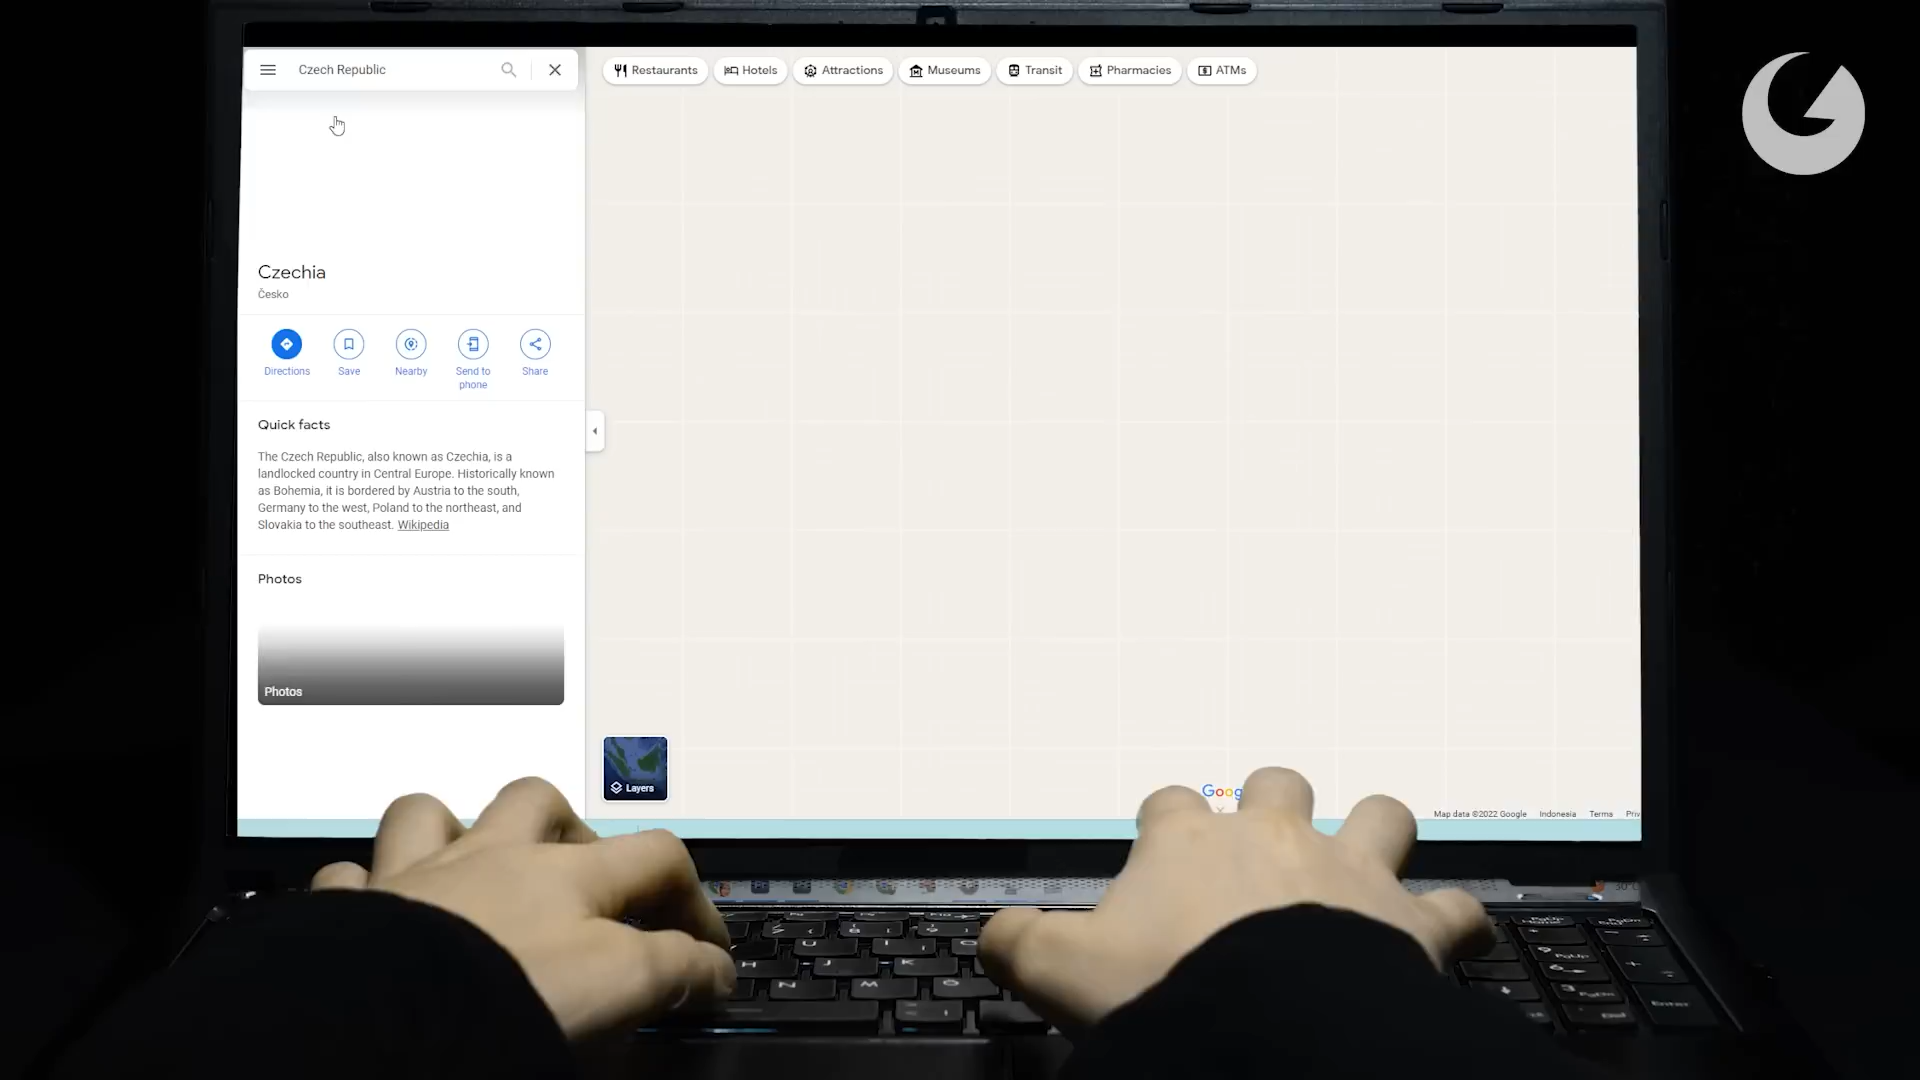 Czech Republic
Restaurants
Hotels
Attractions
Museums
Transit
Pharmacies
ATMs
Czechia
Česko
Directions
Save
Nearby
Send to
phone
Share
Quick facts
The Czech Republic, also known as Czechia, is a
landlocked country in Central Europe. Historically known
as Bohemia, it is bordered by Austria to the south,
Germany to the west, Poland to the northeast, and
Slovakia to the southeast. Wikipedia
Photos
Photos
Layers
Goog
Map data ©2022 Google Indonesia Terms Priv
U
H J K
N M
Enter